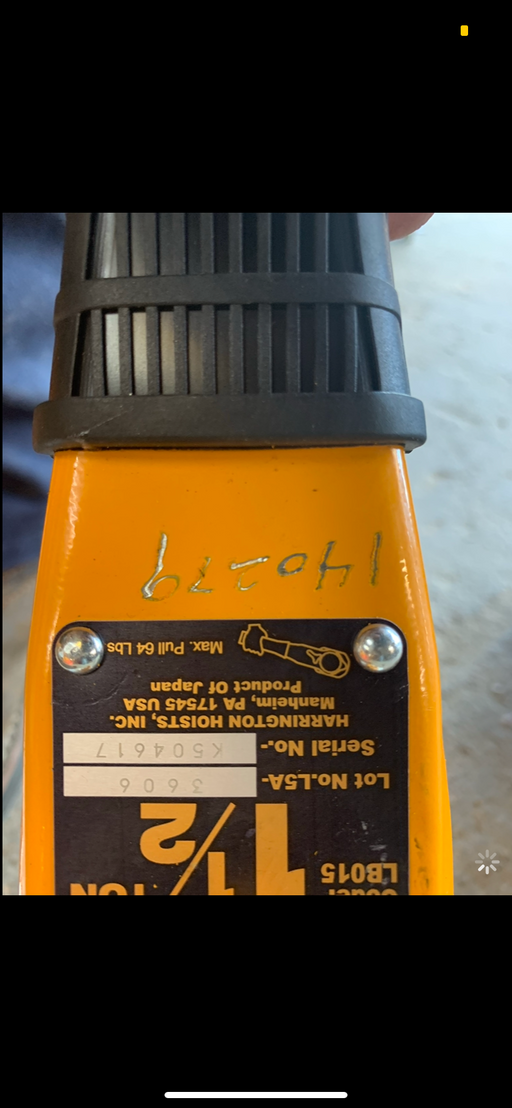 LB015
1 1/2 TON
Lot No.L5A- 3606
Serial No.- K504617
HARRINGTON HOISTS, INC.
Manheim, PA 17545 USA
Product Of Japan
Max. Pull 64 Lbs
140279